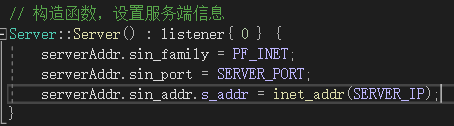 // 构造函数，设置服务端信息
Server::Server() : listener{ 0 } {
    serverAddr.sin_family = PF_INET;
    serverAddr.sin_port = SERVER_PORT;
    serverAddr.sin_addr.s_addr = inet_addr(SERVER_IP);
}